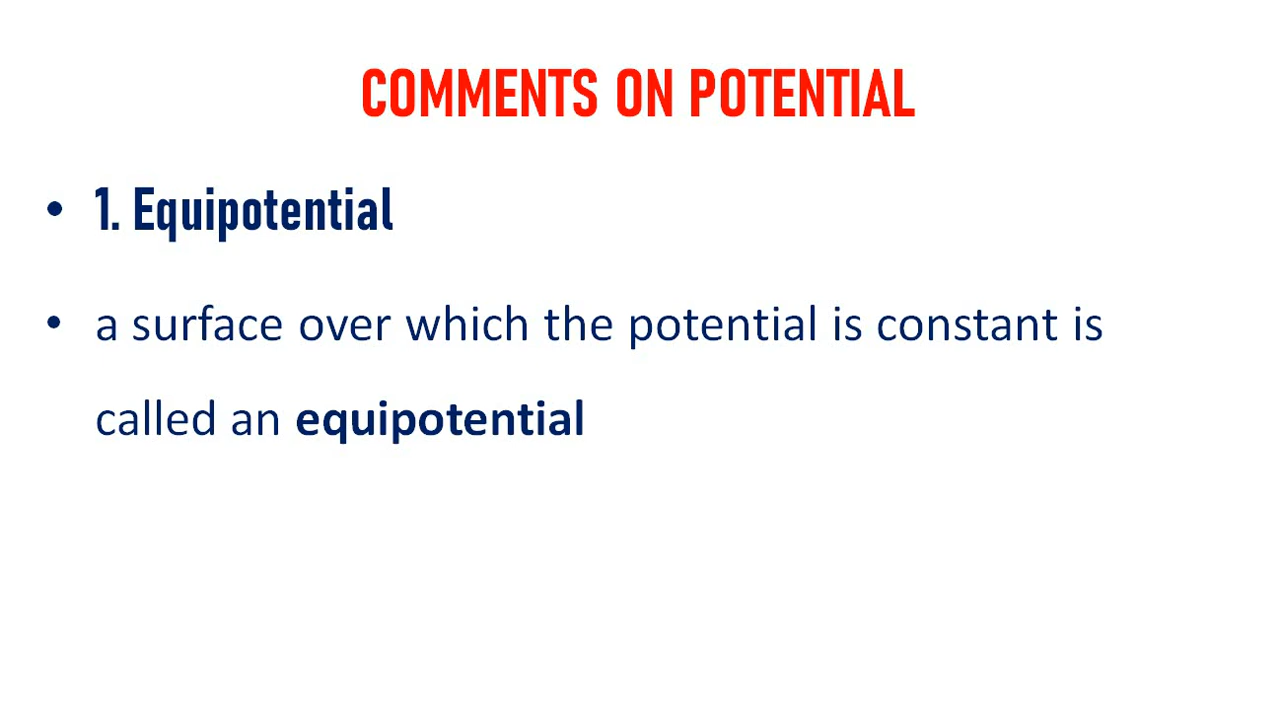 COMMENTS ON POTENTIAL
• 1. Equipotential
• a surface over which the potential is constant is
called an equipotential